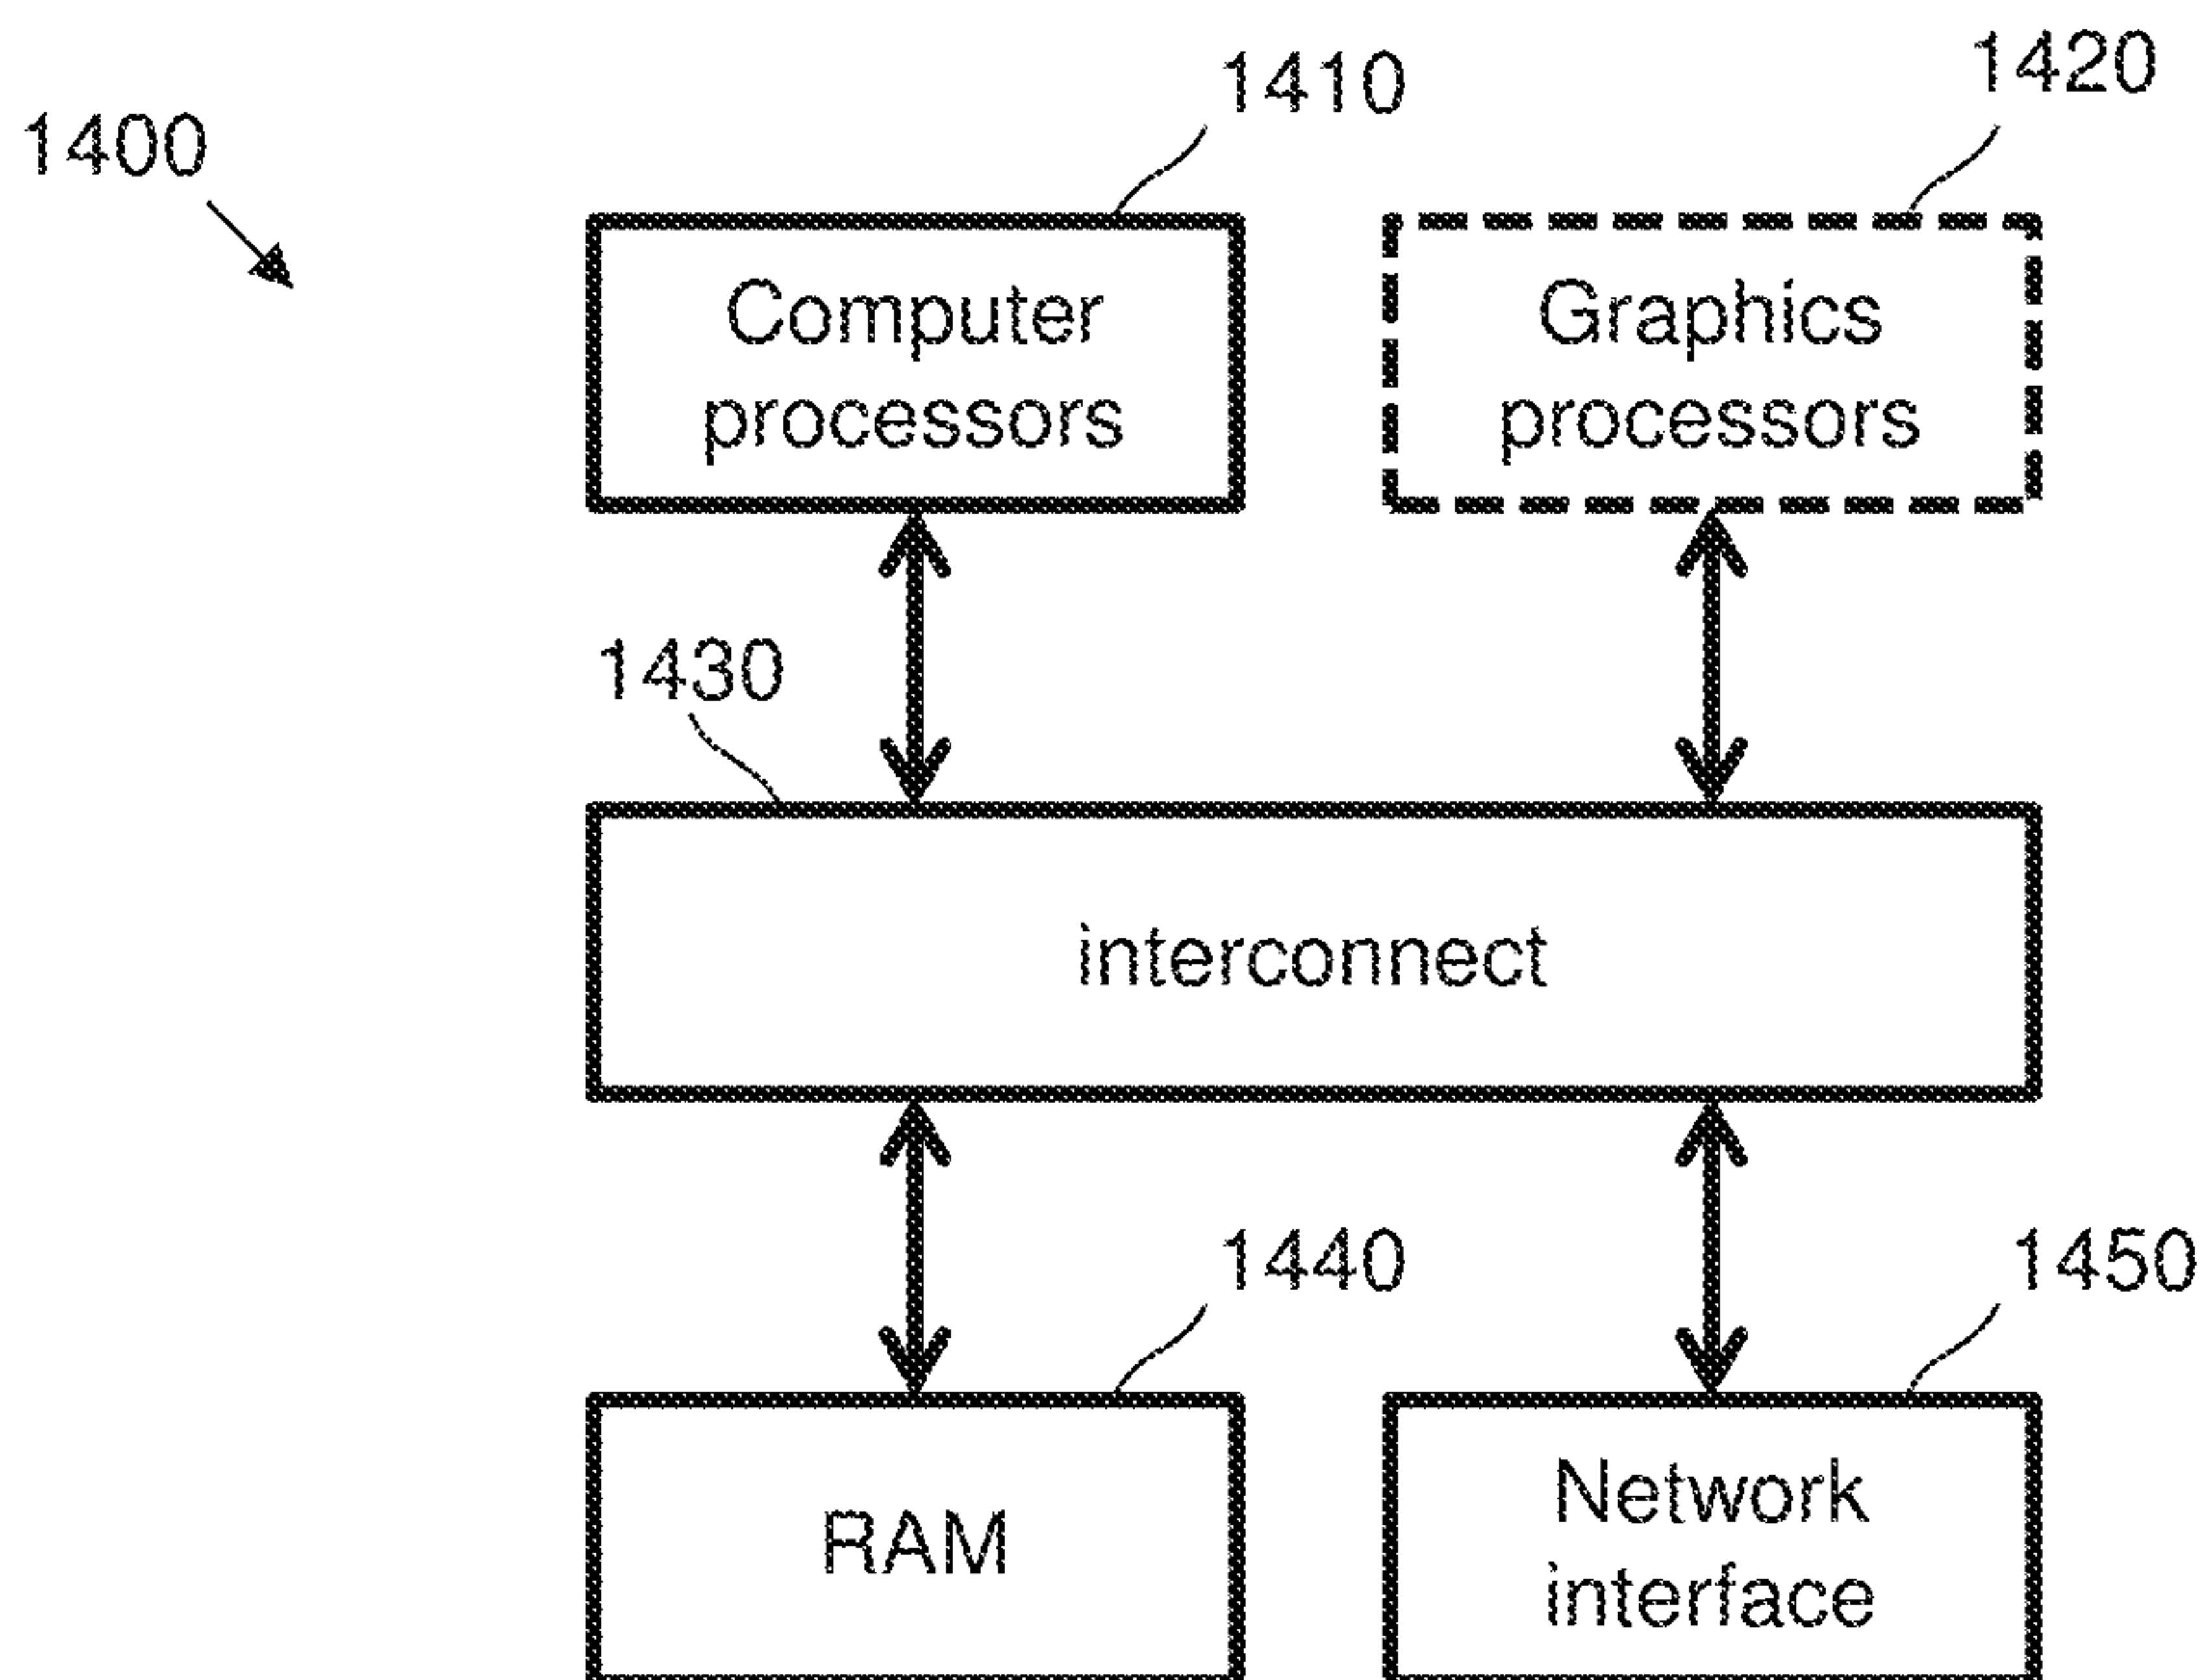 1410
1420
1400
Computer
processors
Graphics
processors
1430
interconnect
1440
1450
RAM
Network
interface